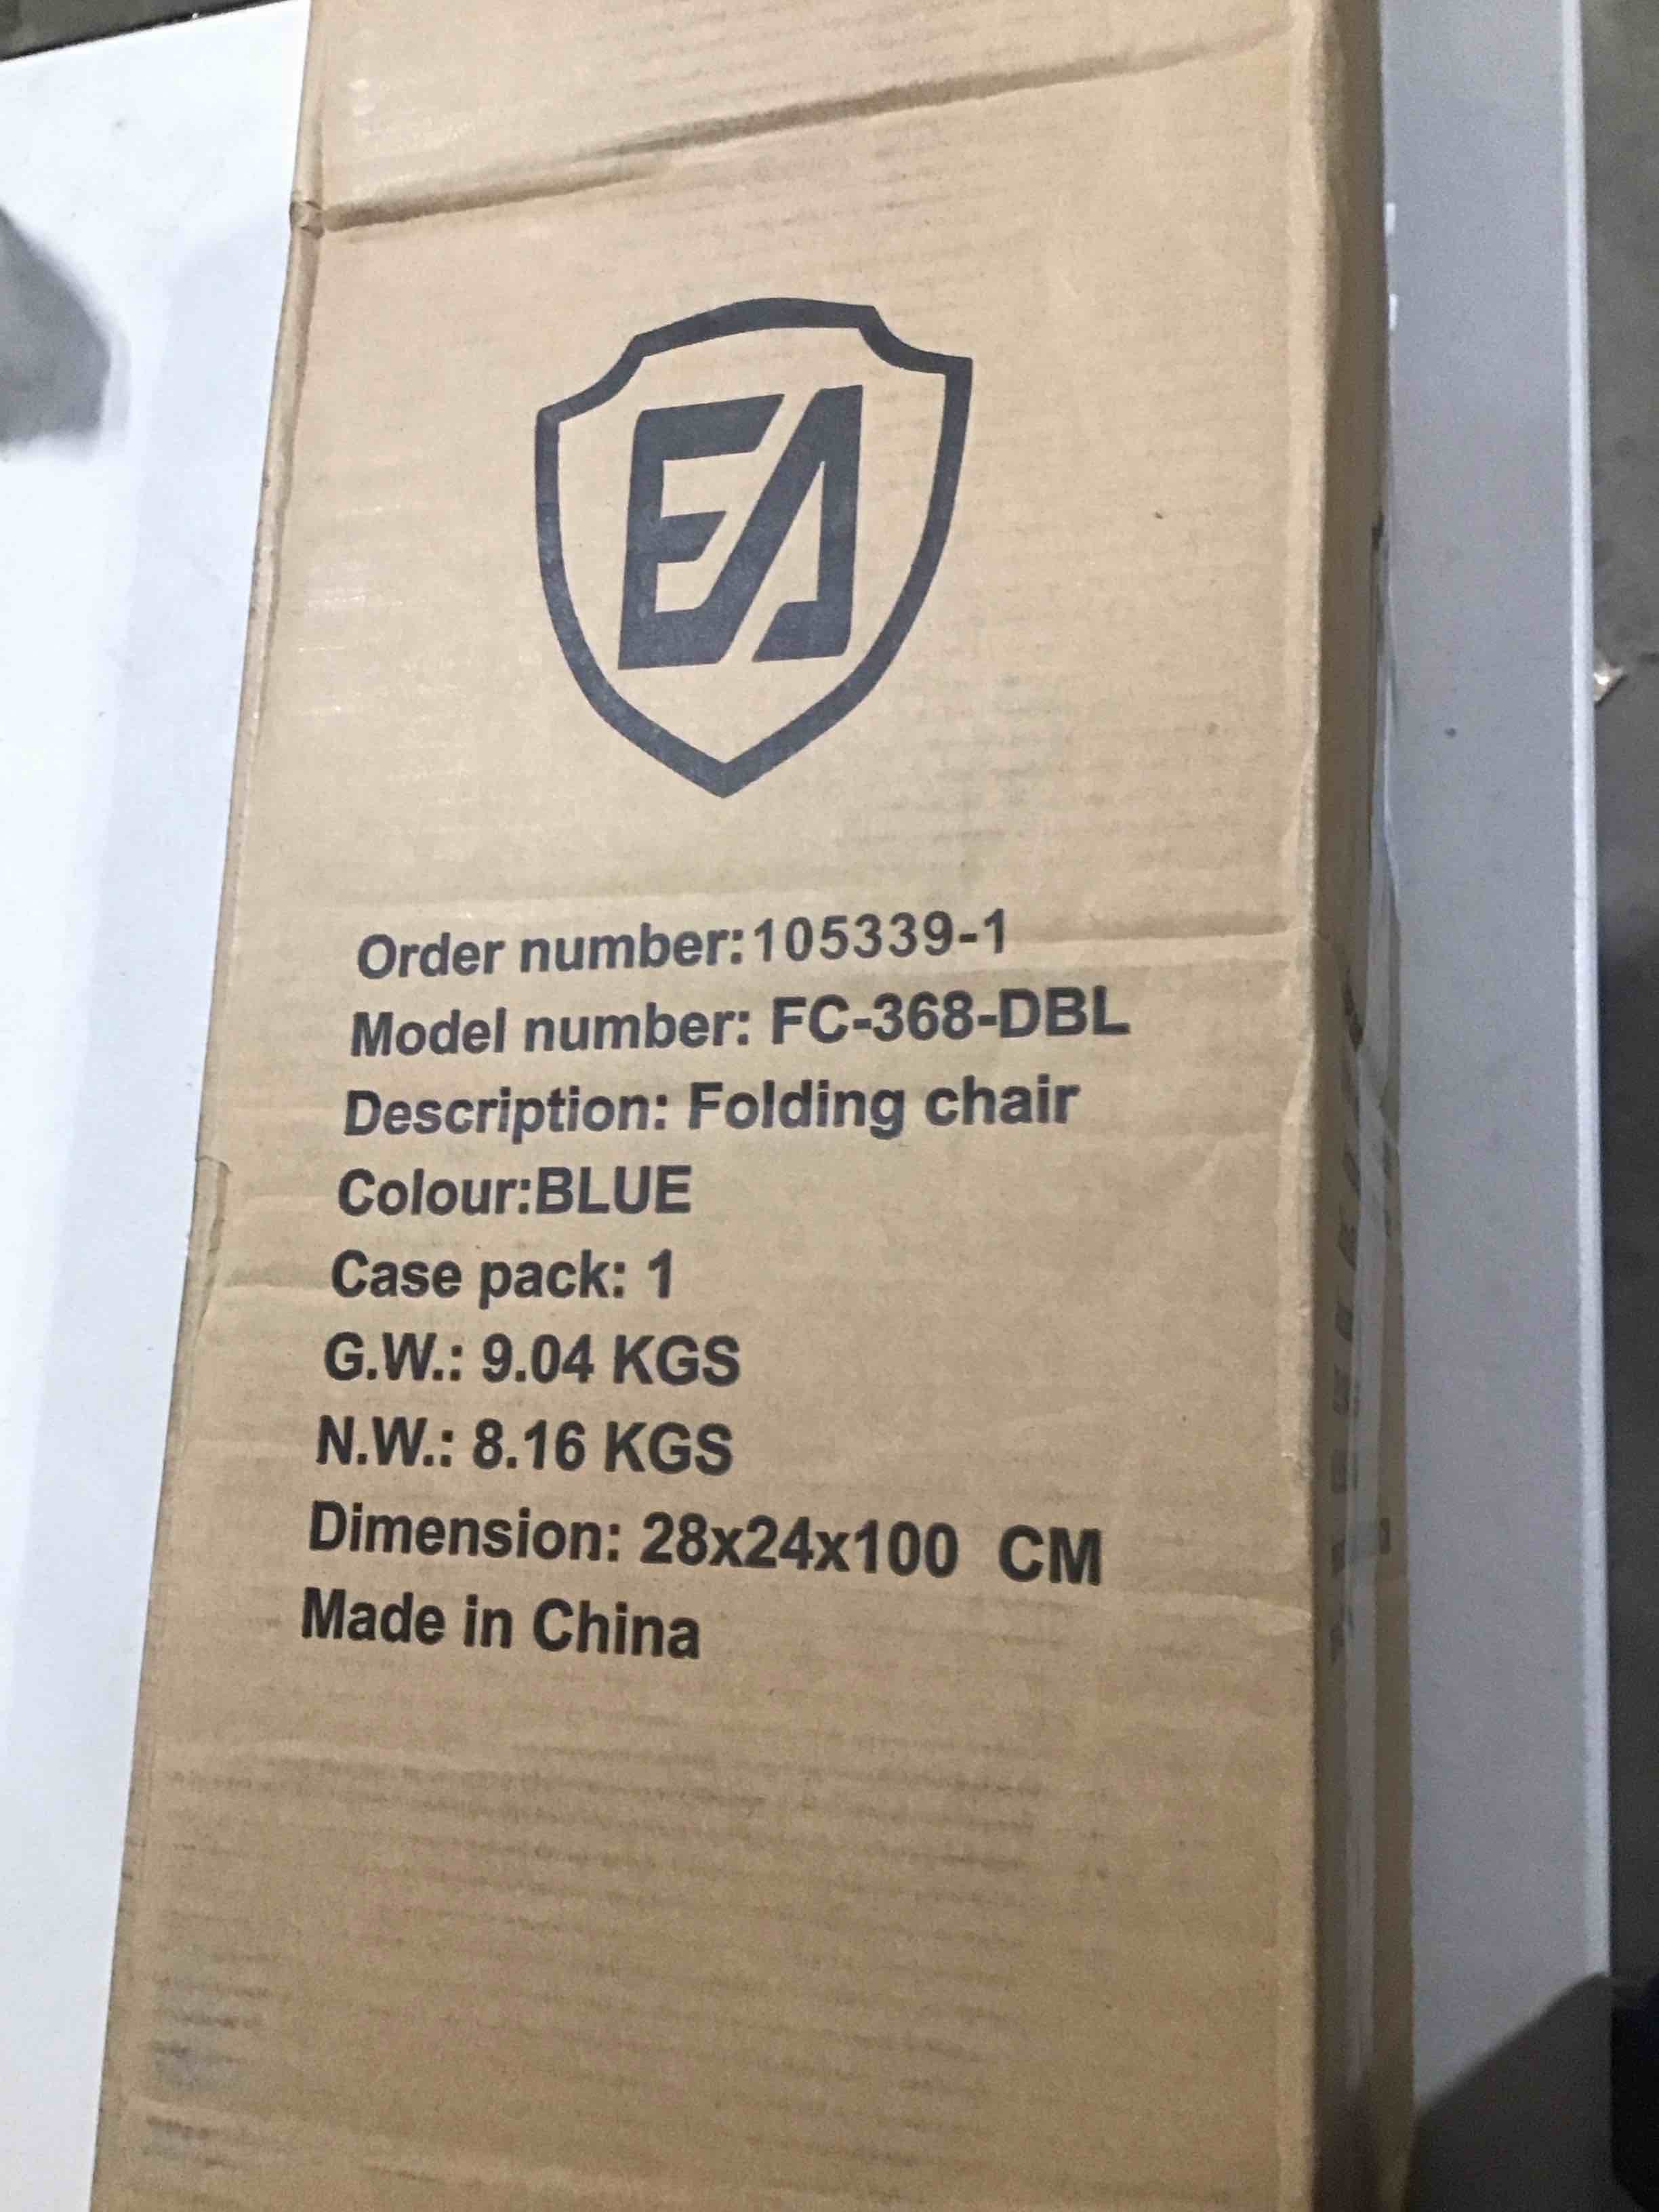 EA
Order number:105339-1
Model number: FC-368-DBL
Description: Folding chair
Colour:BLUE
Case pack: 1
G.W.: 9.04 KGS
N.W.: 8.16 KGS
Dimension: 28x24x100 CM
Made in China